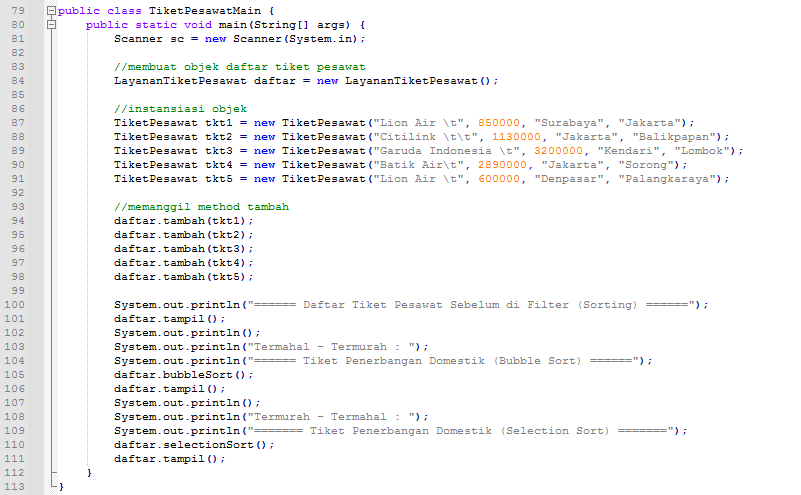 79 public class TiketPesawatMain {
80 public static void main(String[] args) {
81 Scanner sc = new Scanner(System.in);
82
83 //membuat objek daftar tiket pesawat
84 LayananTiketPesawat daftar = new LayananTiketPesawat();
85
86 //instansiasi objek
87 TiketPesawat tkt1 = new TiketPesawat("Lion Air \t", 850000, "Surabaya", "Jakarta");
88 TiketPesawat tkt2 = new TiketPesawat("Citilink \t\t", 1130000, "Jakarta", "Balikpapan");
89 TiketPesawat tkt3 = new TiketPesawat("Garuda Indonesia \t", 3200000, "Kendari", "Lombok");
90 TiketPesawat tkt4 = new TiketPesawat("Batik Air\t", 2890000, "Jakarta", "Sorong");
91 TiketPesawat tkt5 = new TiketPesawat("Lion Air \t", 600000, "Denpasar", "Palangkaraya");
92
93 //memanggil method tambah
94 daftar.tambah(tkt1);
95 daftar.tambah(tkt2);
96 daftar.tambah(tkt3);
97 daftar.tambah(tkt4);
98 daftar.tambah(tkt5);
99
100 System.out.println("====== Daftar Tiket Pesawat Sebelum di Filter (Sorting) ======");
101 daftar.tampil();
102 System.out.println();
103 System.out.println("Termahal - Termurah : ");
104 System.out.println("====== Tiket Penerbangan Domestik (Bubble Sort) ======");
105 daftar.bubbleSort();
106 daftar.tampil();
107 System.out.println();
108 System.out.println("Termurah - Termahal : ");
109 System.out.println("======= Tiket Penerbangan Domestik (Selection Sort) =======");
110 daftar.selectionSort();
111 daftar.tampil();
112 }
113 }